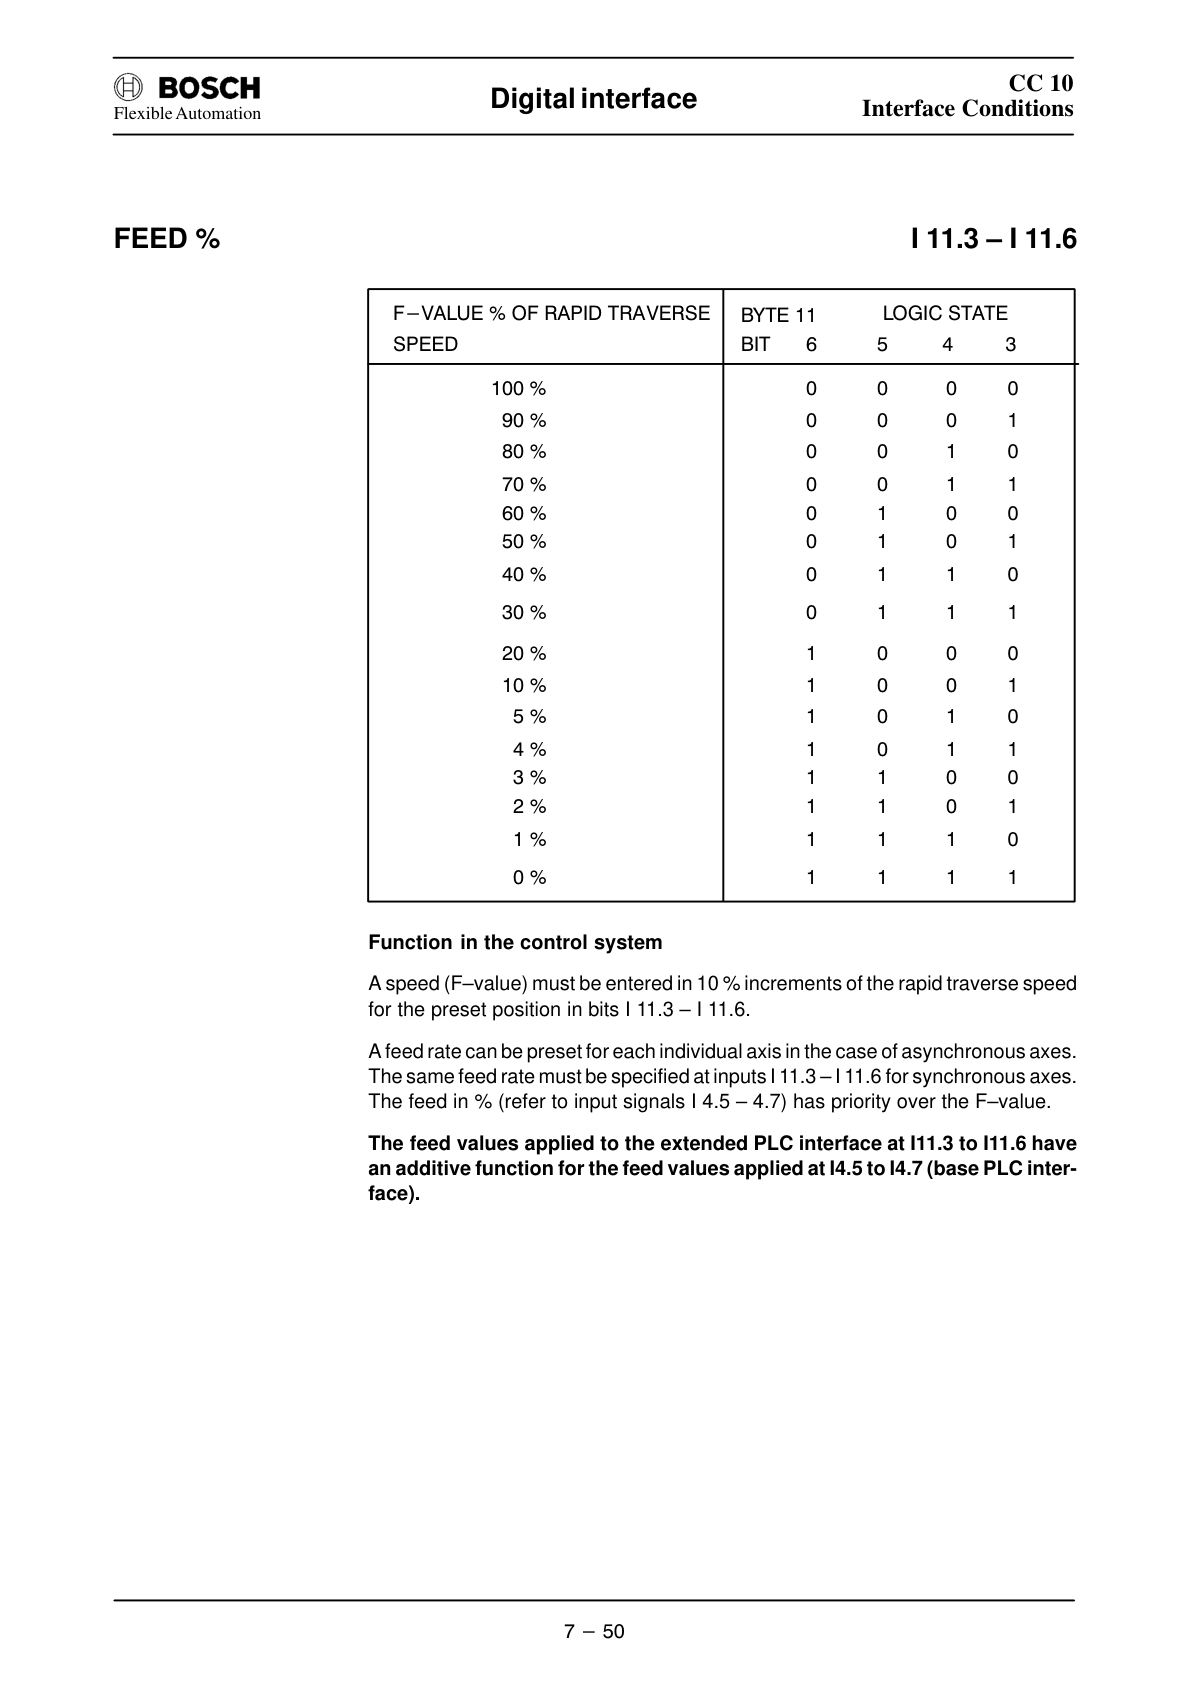 BOSCH
Flexible Automation
Digital interface
CC 10
Interface Conditions
FEED % I 11.3 – I 11.6
F–VALUE % OF RAPID TRAVERSE BYTE 11 LOGIC STATE
SPEED BIT 6 5 4 3
100 % 0 0 0 0
90 % 0 0 0 1
80 % 0 0 1 0
70 % 0 0 1 1
60 % 0 1 0 0
50 % 0 1 0 1
40 % 0 1 1 0
30 % 0 1 1 1
20 % 1 0 0 0
10 % 1 0 0 1
5 % 1 0 1 0
4 % 1 0 1 1
3 % 1 1 0 0
2 % 1 1 0 1
1 % 1 1 1 0
0 % 1 1 1 1
Function in the control system
A speed (F–value) must be entered in 10 % increments of the rapid traverse speed
for the preset position in bits I 11.3 – I 11.6.
A feed rate can be preset for each individual axis in the case of asynchronous axes.
The same feed rate must be specified at inputs I 11.3 – I 11.6 for synchronous axes.
The feed in % (refer to input signals I 4.5 – 4.7) has priority over the F–value.
The feed values applied to the extended PLC interface at I11.3 to I11.6 have
an additive function for the feed values applied at I4.5 to I4.7 (base PLC inter-
face).
7 – 50